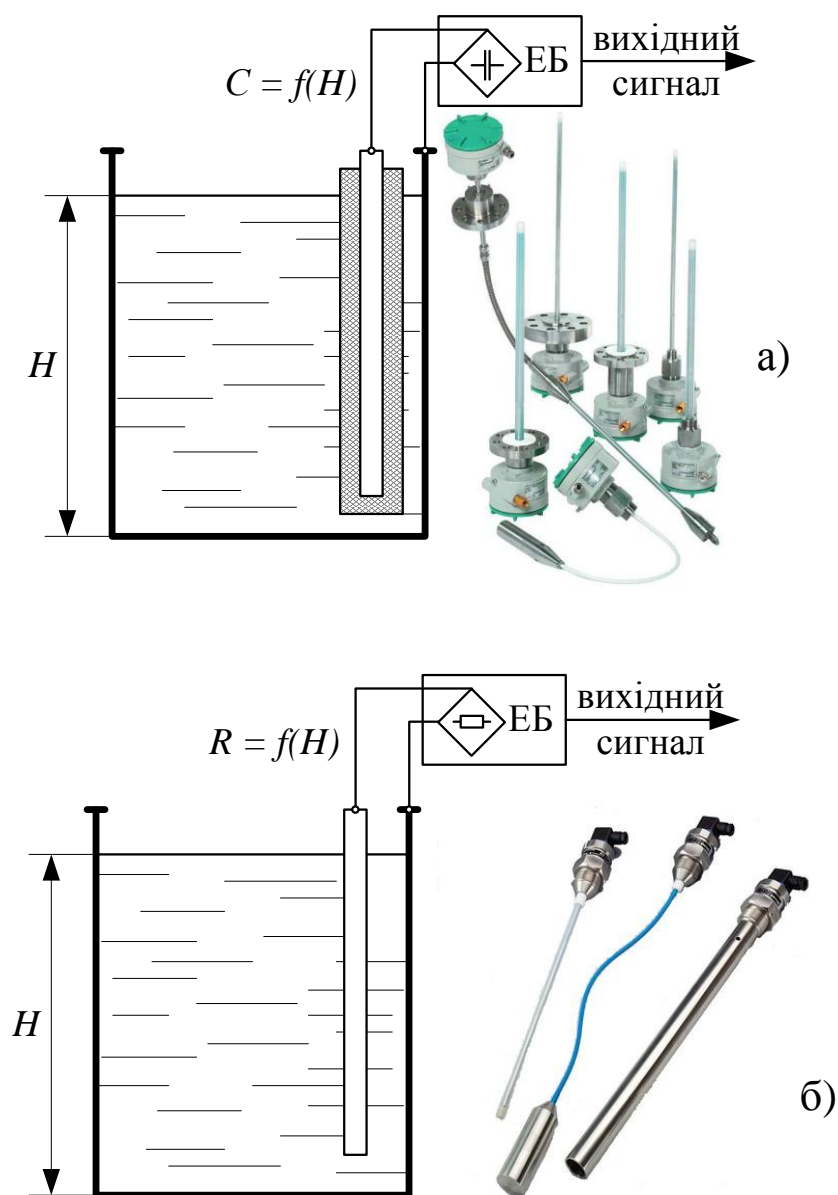 вихідний
ЕБ
сигнал
C = f(H)
H
а)
вихідний
ЕБ
сигнал
R = f(H)
H
б)